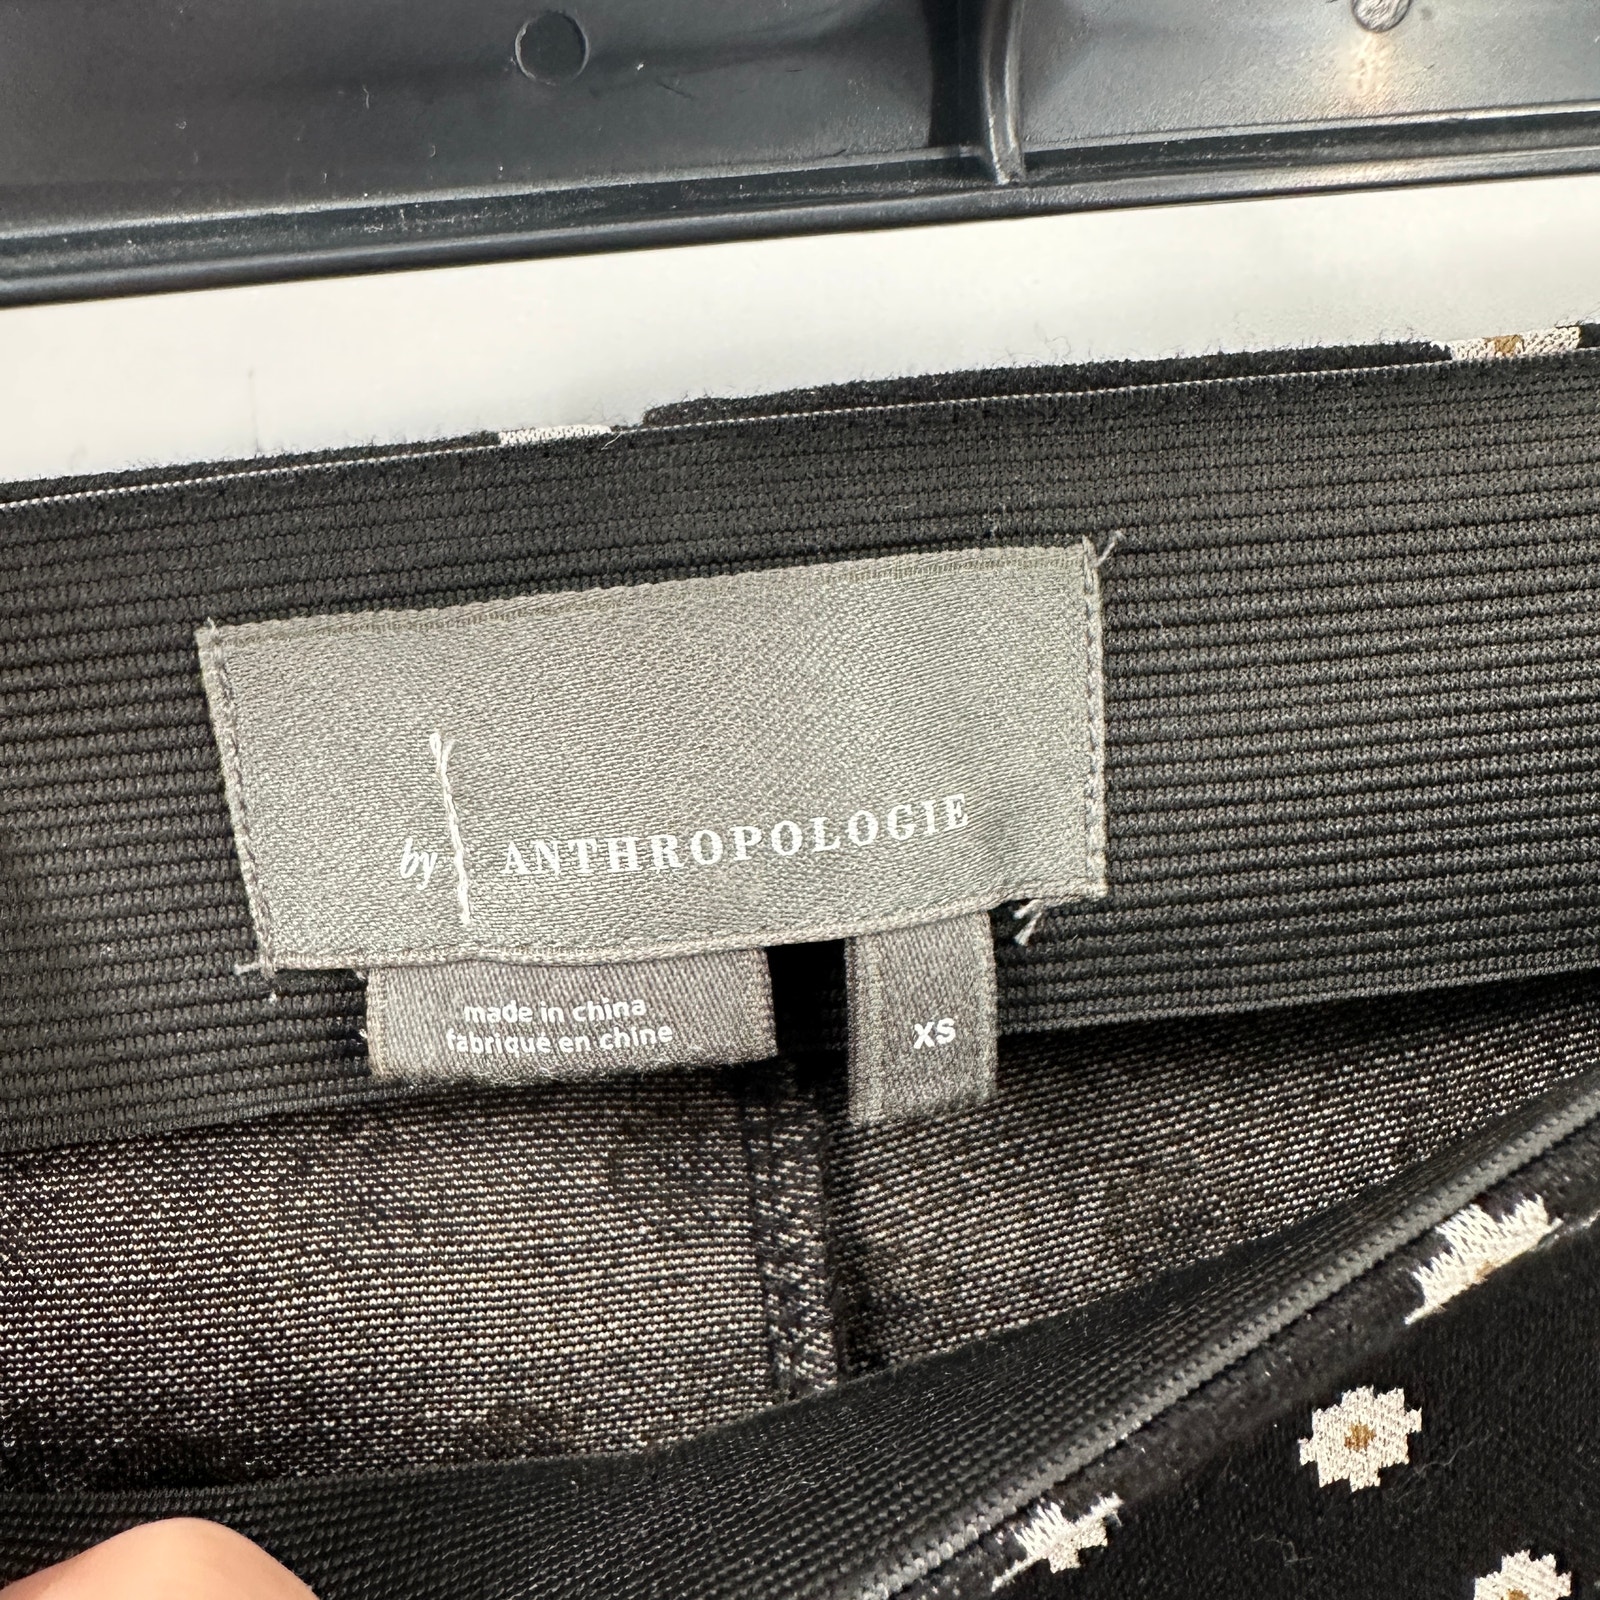 by ANTHROPOLOGIE
made in china
fabriqué en chine
XS